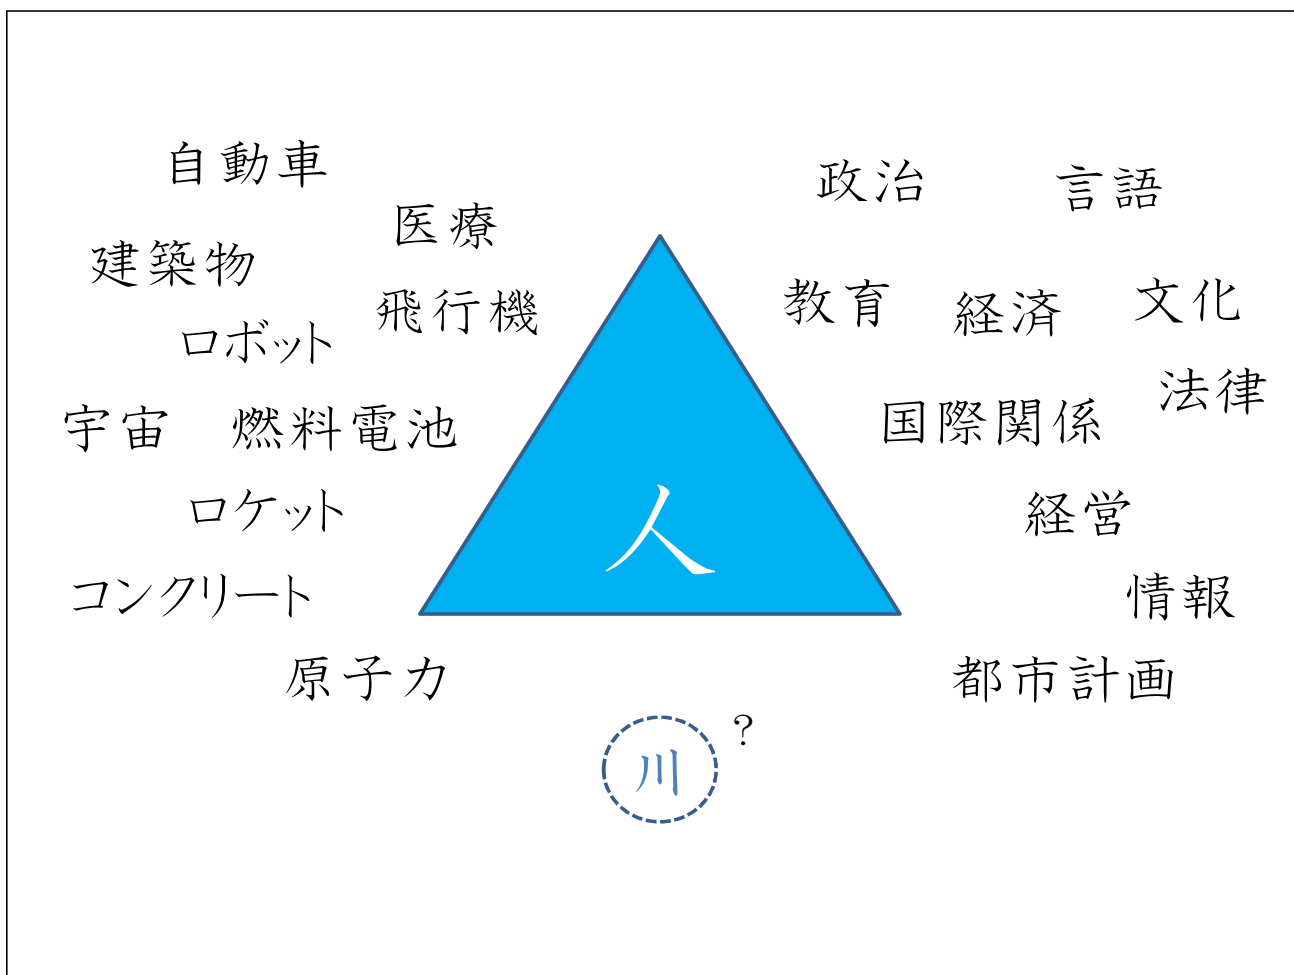 自動車
医療
建築物
飛行機
ロボット
宇宙
燃料電池
ロケット
コンクリート
原子力
人
政治
言語
教育
経済
文化
法律
国際関係
経営
情報
都市計画
川
?